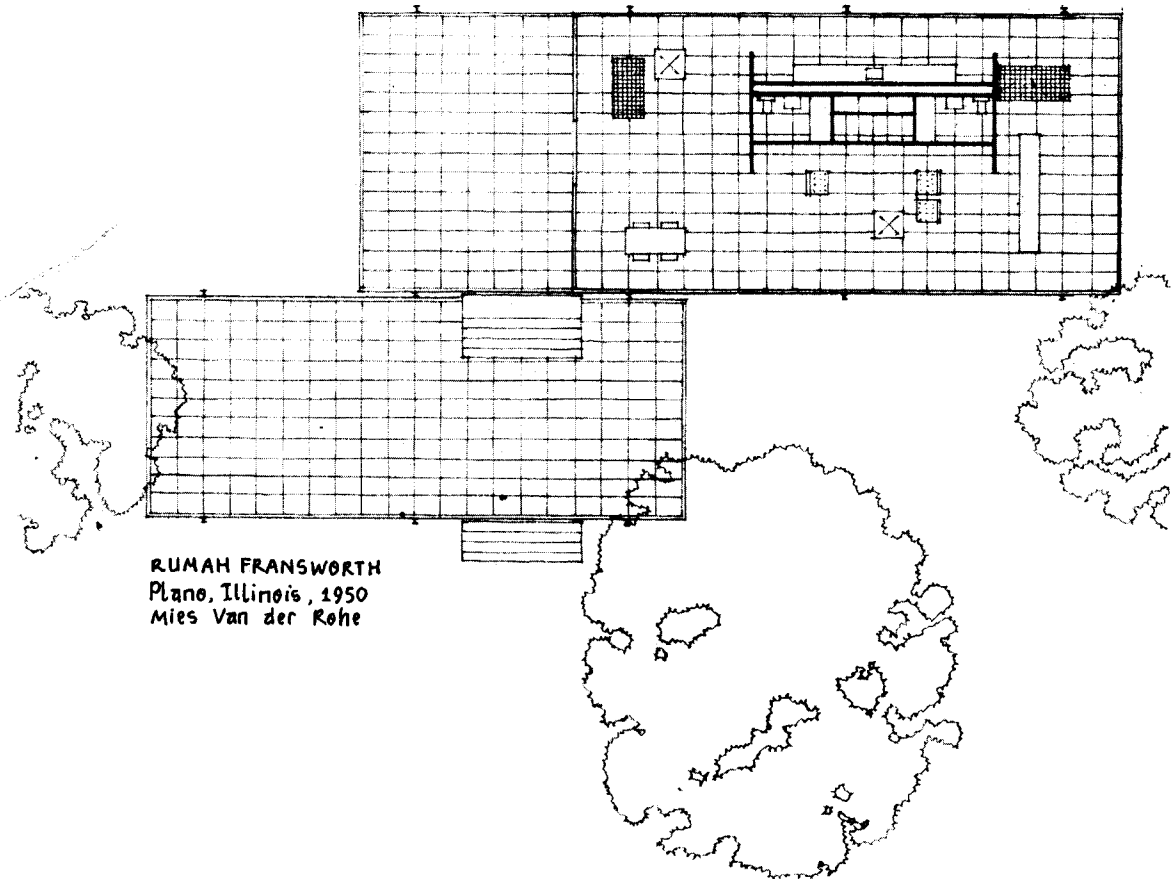 RUMAH FRANSWORTH
Plano, Illinois, 1950
Mies Van der Rohe